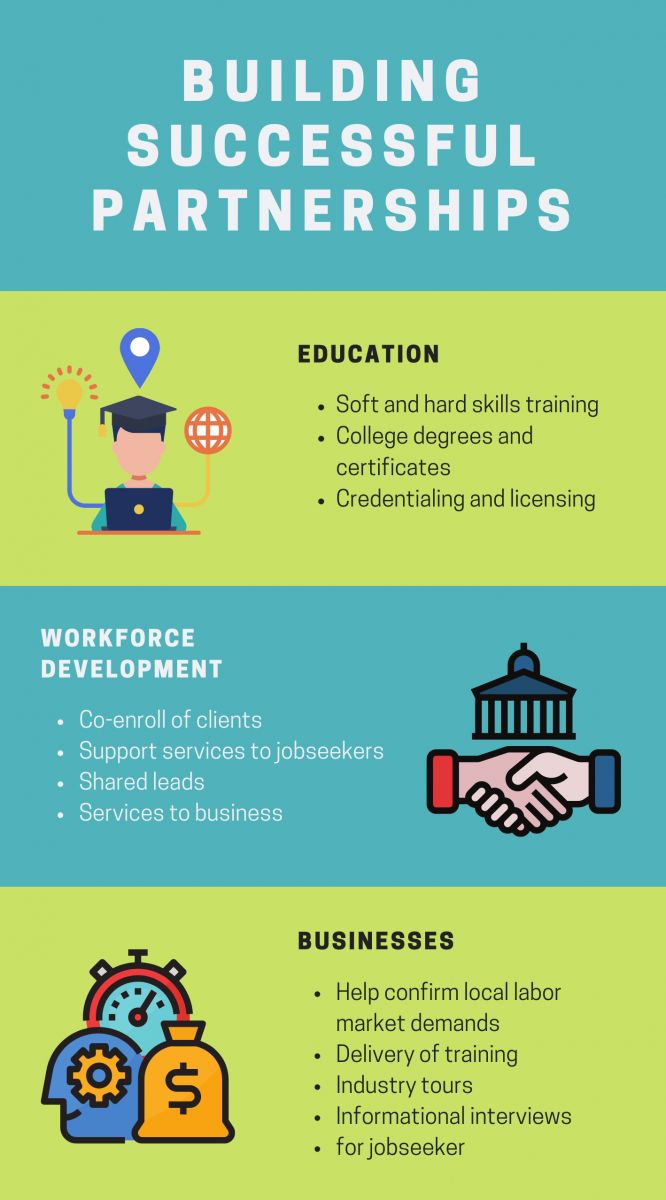 BUILDING
SUCCESSFUL
PARTNERSHIPS
EDUCATION
• Soft and hard skills training
• College degrees and
certificates
• Credentialing and licensing
WORKFORCE
DEVELOPMENT
• Co-enroll of clients
• Support services to jobseekers
• Shared leads
• Services to business
BUSINESSES
• Help confirm local labor
market demands
• Delivery of training
• Industry tours
• Informational interviews
• for jobseeker
$